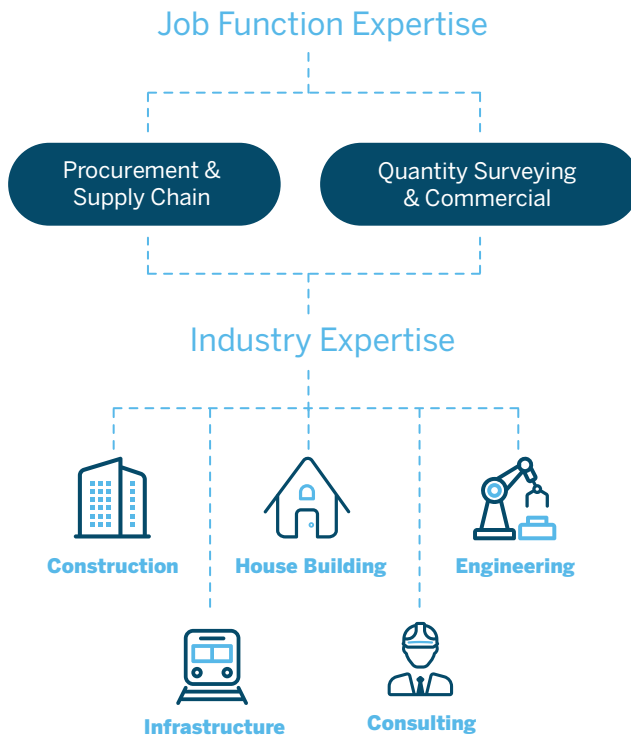 Job Function Expertise
Procurement &
Supply Chain
Quantity Surveying
& Commercial
Industry Expertise
Construction
House Building
Engineering
Infrastructure
Consulting